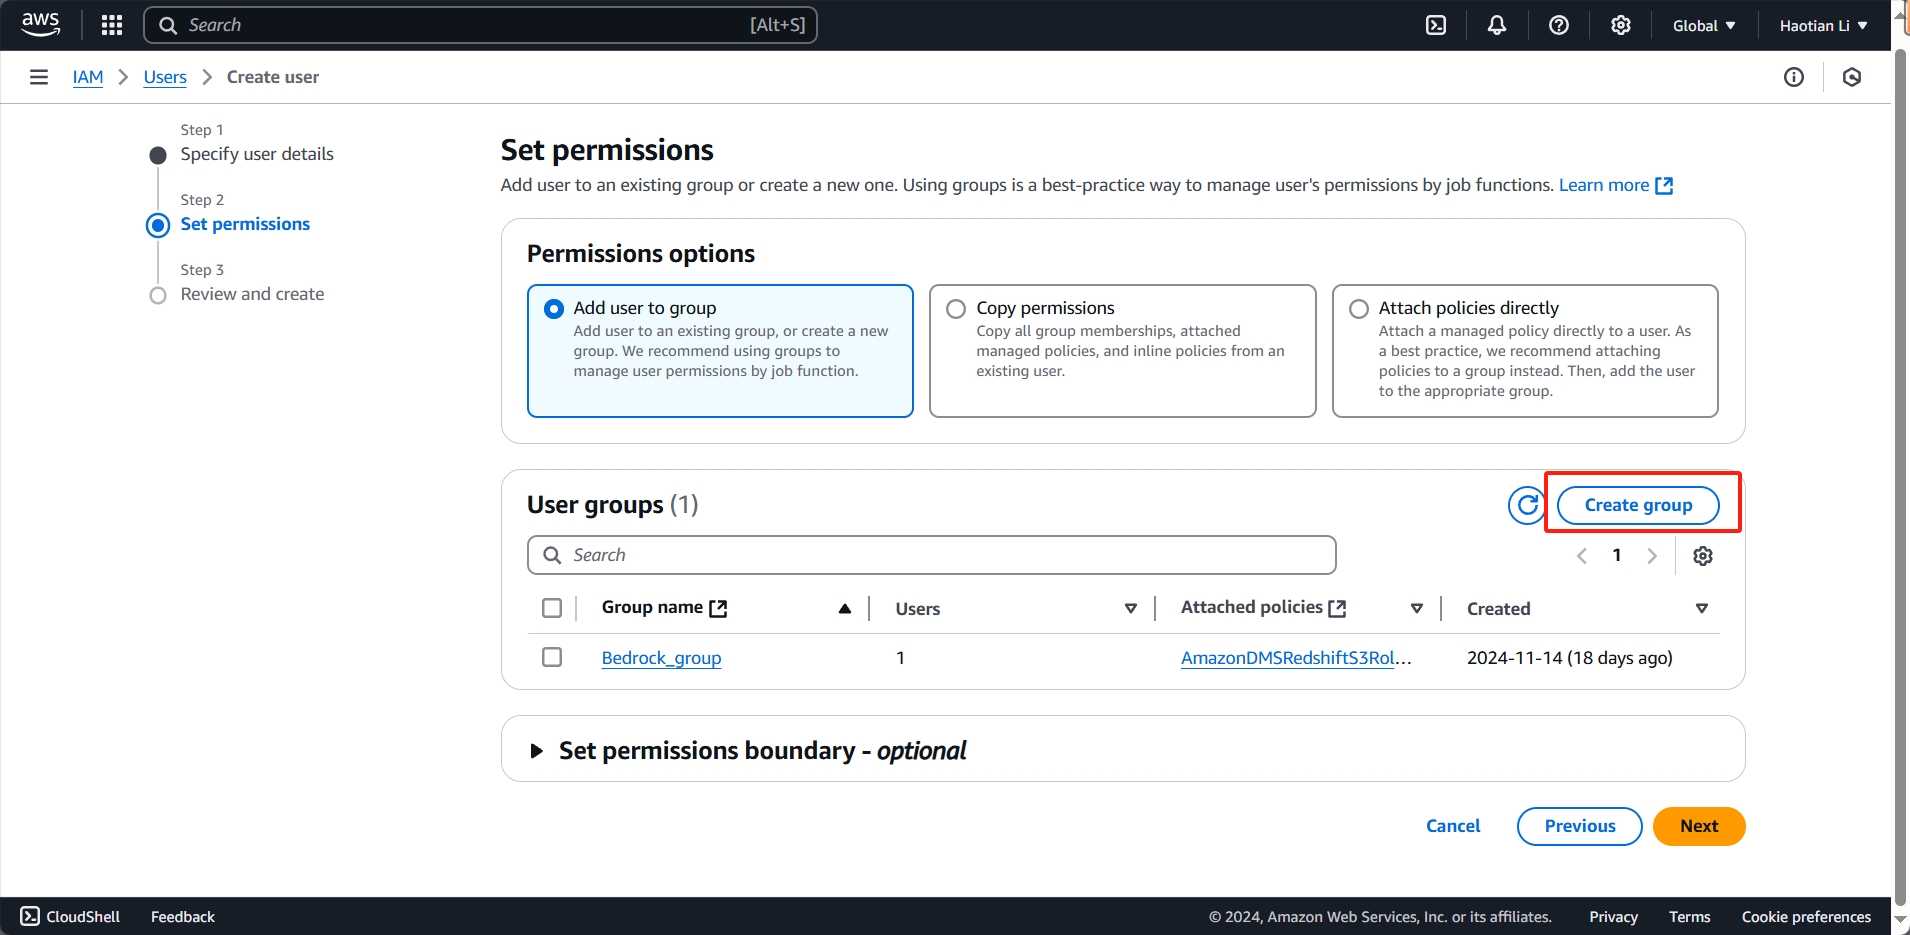 aws
Search [Alt+S]
Global
Haotian Li
IAM
Users
Create user
Step 1
Specify user details
Step 2
Set permissions
Step 3
Review and create
Set permissions
Add user to an existing group or create a new one. Using groups is a best-practice way to manage user's permissions by job functions. Learn more
Permissions options
Add user to group
Add user to an existing group, or create a new
group. We recommend using groups to
manage user permissions by job function.
Copy permissions
Copy all group memberships, attached
managed policies, and inline policies from an
existing user.
Attach policies directly
Attach a managed policy directly to a user. As
a best practice, we recommend attaching
policies to a group instead. Then, add the user
to the appropriate group.
User groups (1)
Create group
Search
1
Group name Users Attached policies Created
Bedrock_group 1 AmazonDMSRedshiftS3Rol... 2024-11-14 (18 days ago)
Set permissions boundary - optional
Cancel
Previous
Next
CloudShell
Feedback
© 2024, Amazon Web Services, Inc. or its affiliates.
Privacy
Terms
Cookie preferences